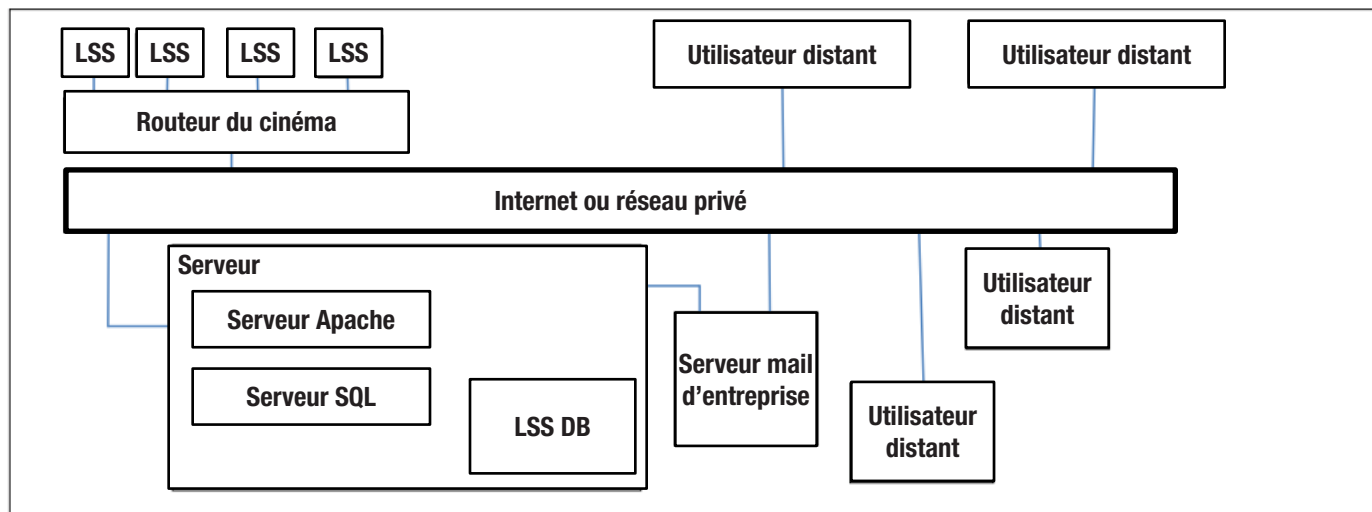 LSS
LSS
LSS
LSS
Utilisateur distant
Utilisateur distant
Routeur du cinéma
Internet ou réseau privé
Serveur
Serveur Apache
Serveur SQL
LSS DB
Serveur mail
d’entreprise
Utilisateur
distant
Utilisateur
distant